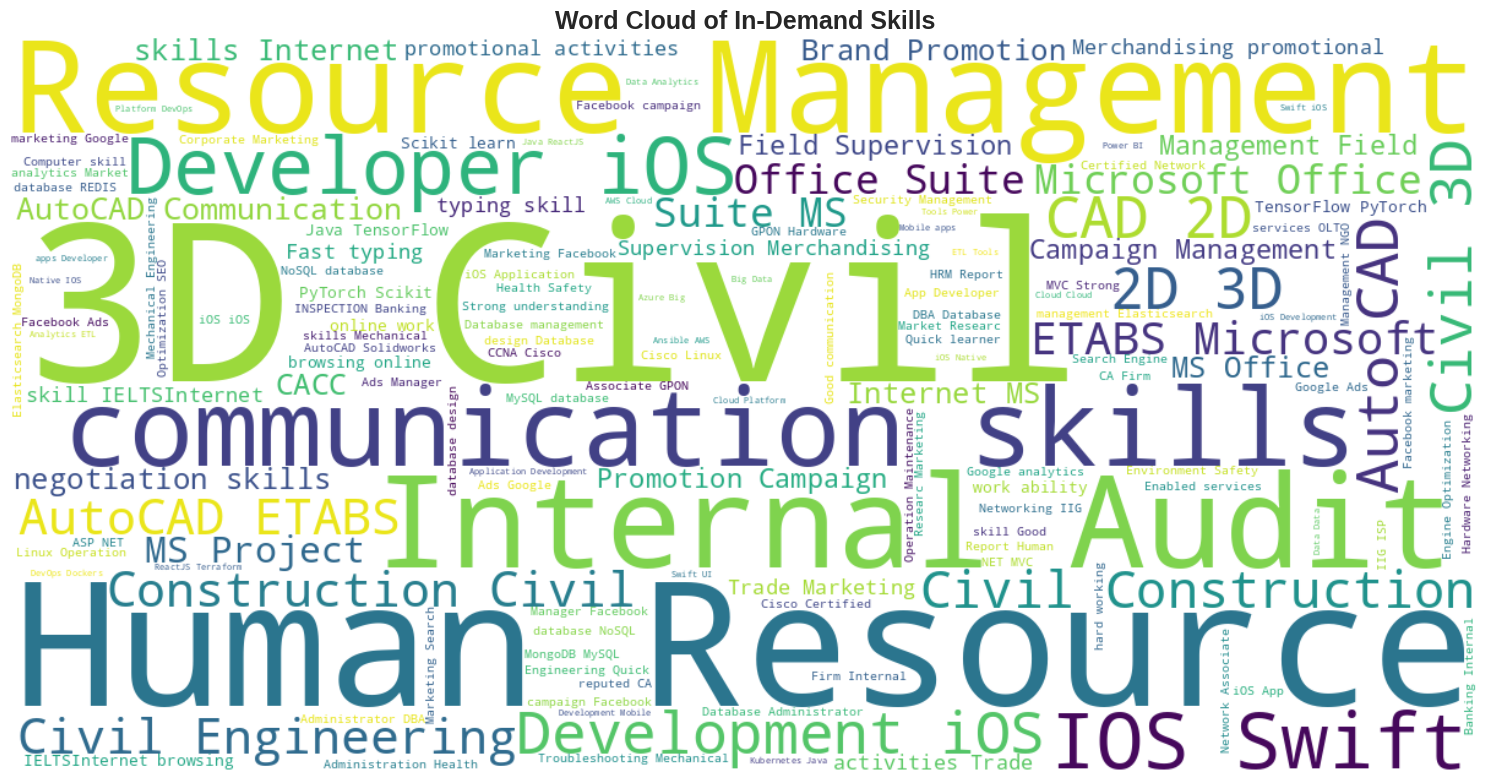 Word Cloud of In-Demand Skills
Resource Management
skills Internet
promotional activities
Brand Promotion
Merchandising promotional
Data Analytics
Platform DevOps
Facebook campaign
Swift iOS
marketing Google
Corporate Marketing
Scikit learn
Java ReactJS
Field Supervision
Power BI
Management Field
Computer skill
Developer iOS
Certified Network
analytics Market
Office Suite
Microsoft Office
database REDIS
AWS Cloud
Security Management
AutoCAD Communication
typing skill
Suite MS
Tools Power
CAD 2D
TensorFlow PyTorch
Java TensorFlow
GPON Hardware
Mobile apps
services OLTC
3D Civil
Fast typing
Marketing Facebook
Supervision Merchandising
ETL Tools
Campaign Management
apps Developer
NoSQL database
iOS Application
Big Data
HRM Report
Native IOS
PyTorch Scikit
Health Safety
Azure Big
App Developer
Cloud Cloud
MVC Strong
2D 3D
INSPECTION Banking
Strong understanding
DBA Database
management Elasticsearch
Facebook Ads
iOS iOS
online work
Database management
Market Researc
iOS Development
Analytics ETL
skills Mechanical
design Database
Ansible AWS
Quick learner
ETABS Microsoft
AutoCAD Solidworks
CCNA Cisco
Cisco Linux
iOS Native
browsing online
Search Engine
MS Office
CA Firm
skill IELTSInternet
CACC
Ads Manager
Associate GPON
Internet MS
Google Ads
MySQL database
Cloud Platform
Mechanical Engineering
Optimization SEO
Elasticsearch MongoDB
Good communication
Management NGO
AutoCAD
Civil 3D
Facebook marketing
communication skills
database design
negotiation skills
Application Development
Promotion Campaign
Google analytics
Environment Safety
Ads Google
work ability
Enabled services
Internal Audit
AutoCAD ETABS
Networking IIG
Operation Maintenance
Researc Marketing
Data Data
IIG ISP
Engine Optimization
Hardware Networking
ASP NET
MS Project
skill Good
Linux Operation
Report Human
NET MVC
DevOps Dockers
ReactJS Terraform
Swift UI
Construction Civil
Trade Marketing
Civil Construction
Cisco Certified
hard working
Human Resource
Manager Facebook
database NoSQL
MongoDB MySQL
Engineering Quick
reputed CA
Firm Internal
Marketing Search
campaign Facebook
iOS App
Network Associate
Banking Internal
Administrator DBA
Development Mobile
Database Administrator
Civil Engineering
Development iOS
IOS Swift
IELTSInternet browsing
Administration Health
Troubleshooting Mechanical
Kubernetes Java
activities Trade